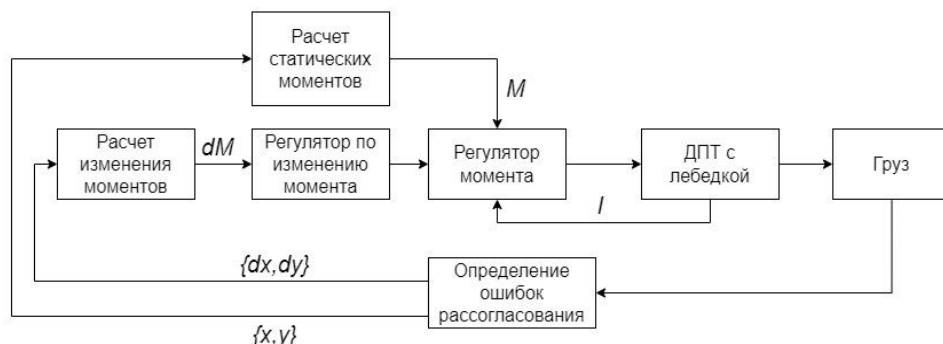 Расчет
статических
моментов
M
Расчет
изменения
моментов
dM
Регулятор по
изменению
момента
Регулятор
момента
ДПТ с
лебедкой
Груз
I
{dx,dy}
Определение
ошибок
рассогласования
{x,y}